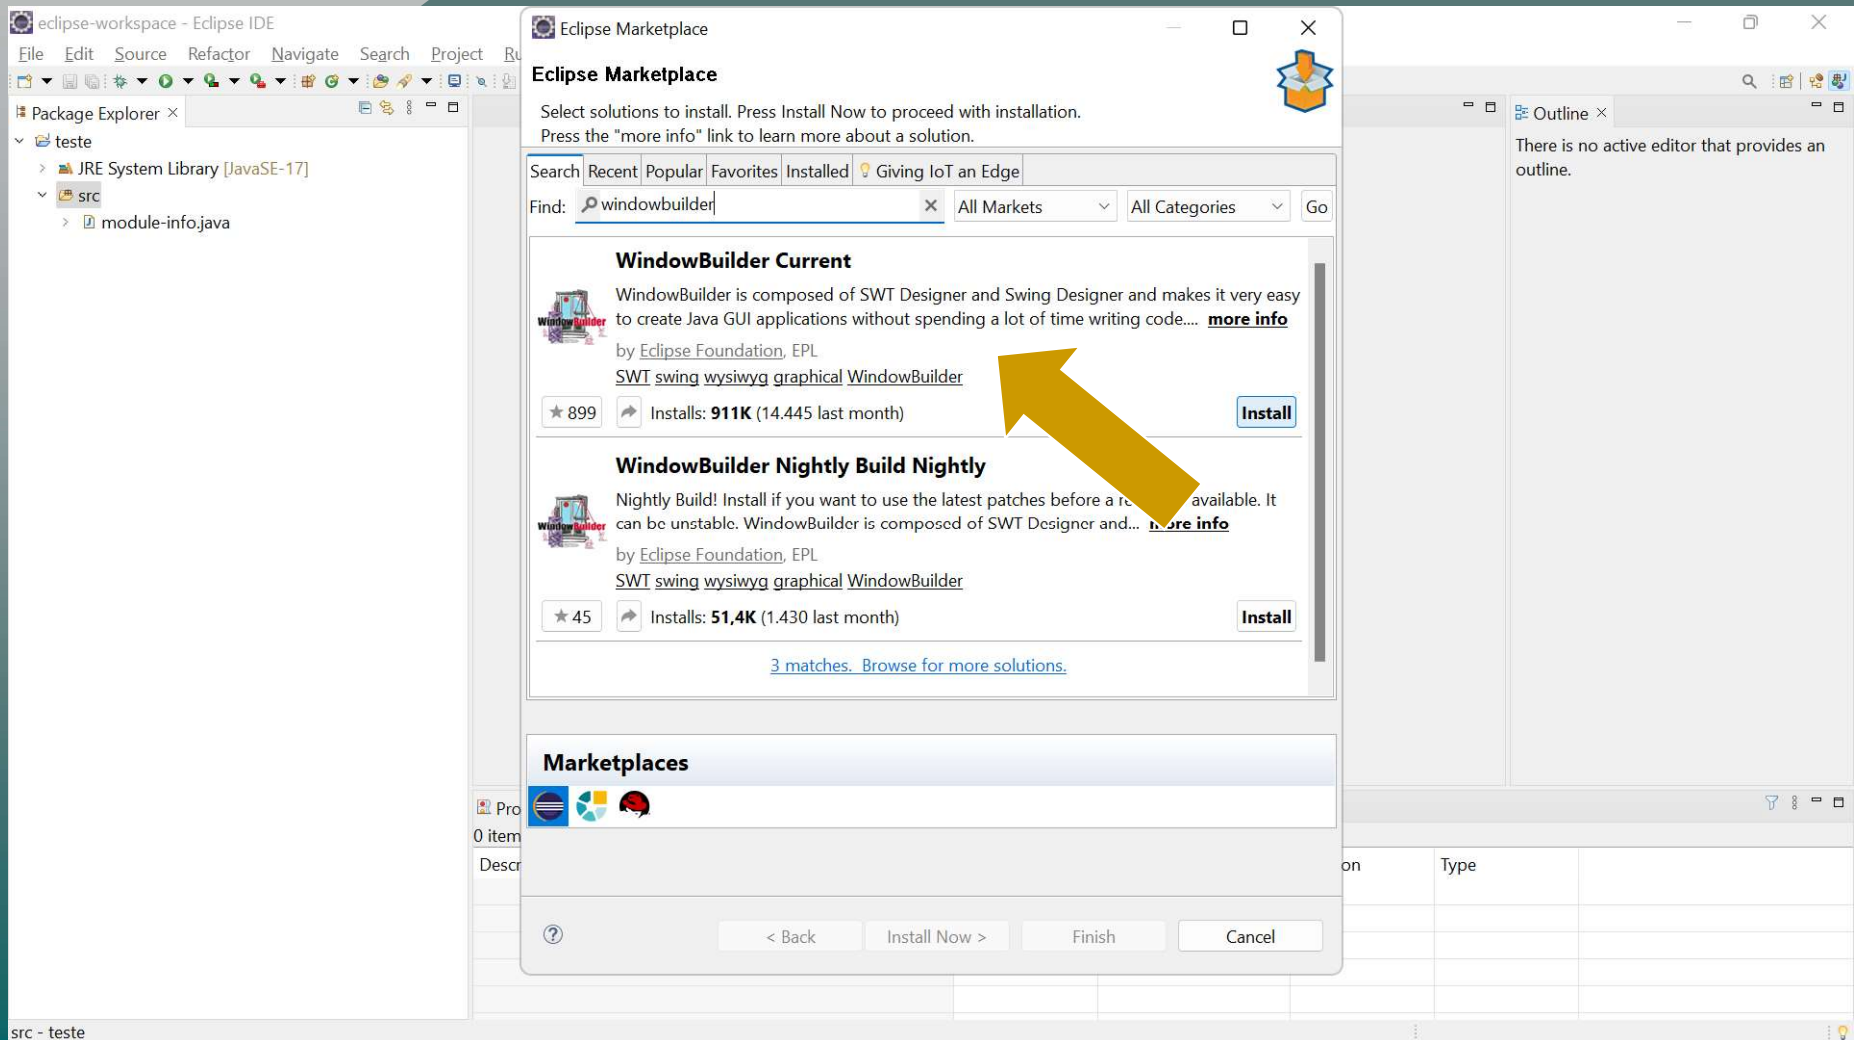 eclipse-workspace - Eclipse IDE
File Edit Source Refactor Navigate Search Project
Package Explorer
teste
JRE System Library [JavaSE-17]
src
module-info.java
Eclipse Marketplace
Eclipse Marketplace
Select solutions to install. Press Install Now to proceed with installation.
Press the "more info" link to learn more about a solution.
Search Recent Popular Favorites Installed Giving IoT an Edge
Find: windowbuilder All Markets All Categories Go
WindowBuilder Current
WindowBuilder is composed of SWT Designer and Swing Designer and makes it very easy
to create Java GUI applications without spending a lot of time writing code.... more info
WindowBuilder
by Eclipse Foundation, EPL
SWT swing wysiwyg graphical WindowBuilder
899 Installs: 911K (14.445 last month) Install
WindowBuilder Nightly Build Nightly
Nightly Build! Install if you want to use the latest patches before a available. It
can be unstable. WindowBuilder is composed of SWT Designer and... more info
WindowBuilder
by Eclipse Foundation, EPL
SWT swing wysiwyg graphical WindowBuilder
45 Installs: 51,4K (1.430 last month) Install
3 matches. Browse for more solutions.
Marketplaces
< Back Install Now > Finish Cancel
Outline
There is no active editor that provides an
outline.
Pro
0 item
Descr
on Type
src - teste